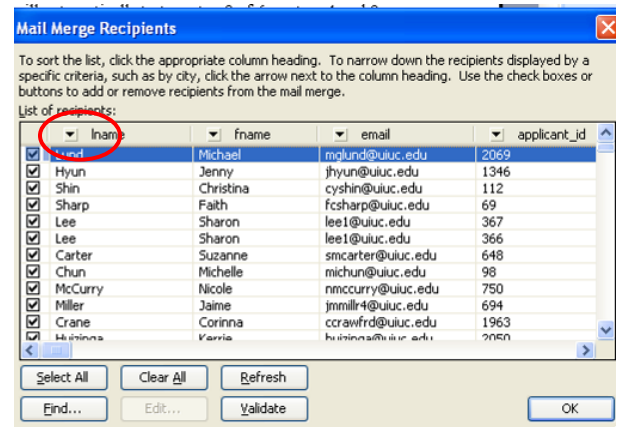 Mail Merge Recipients
To sort the list, click the appropriate column heading. To narrow down the recipients displayed by a
specific criteria, such as by city, click the arrow next to the column heading. Use the check boxes or
buttons to add or remove recipients from the mail merge.
List of recipients:
lname fname email applicant_id
Lund Michael mglund@uiuc.edu 2069
Hyun Jenny jhyun@uiuc.edu 1346
Shin Christina cyshin@uiuc.edu 112
Sharp Faith fcsharp@uiuc.edu 69
Lee Sharon lee1@uiuc.edu 367
Lee Sharon lee1@uiuc.edu 366
Carter Suzanne smcarter@uiuc.edu 648
Chun Michelle michun@uiuc.edu 98
McCurry Nicole nmccurry@uiuc.edu 750
Miller Jaime jmmillr4@uiuc.edu 694
Crane Corinna ccrawfrd@uiuc.edu 1963
Huizinga Kerrie huizinga@uiuc.edu 2050
Select All Clear All Refresh
Find... Edit... Validate OK